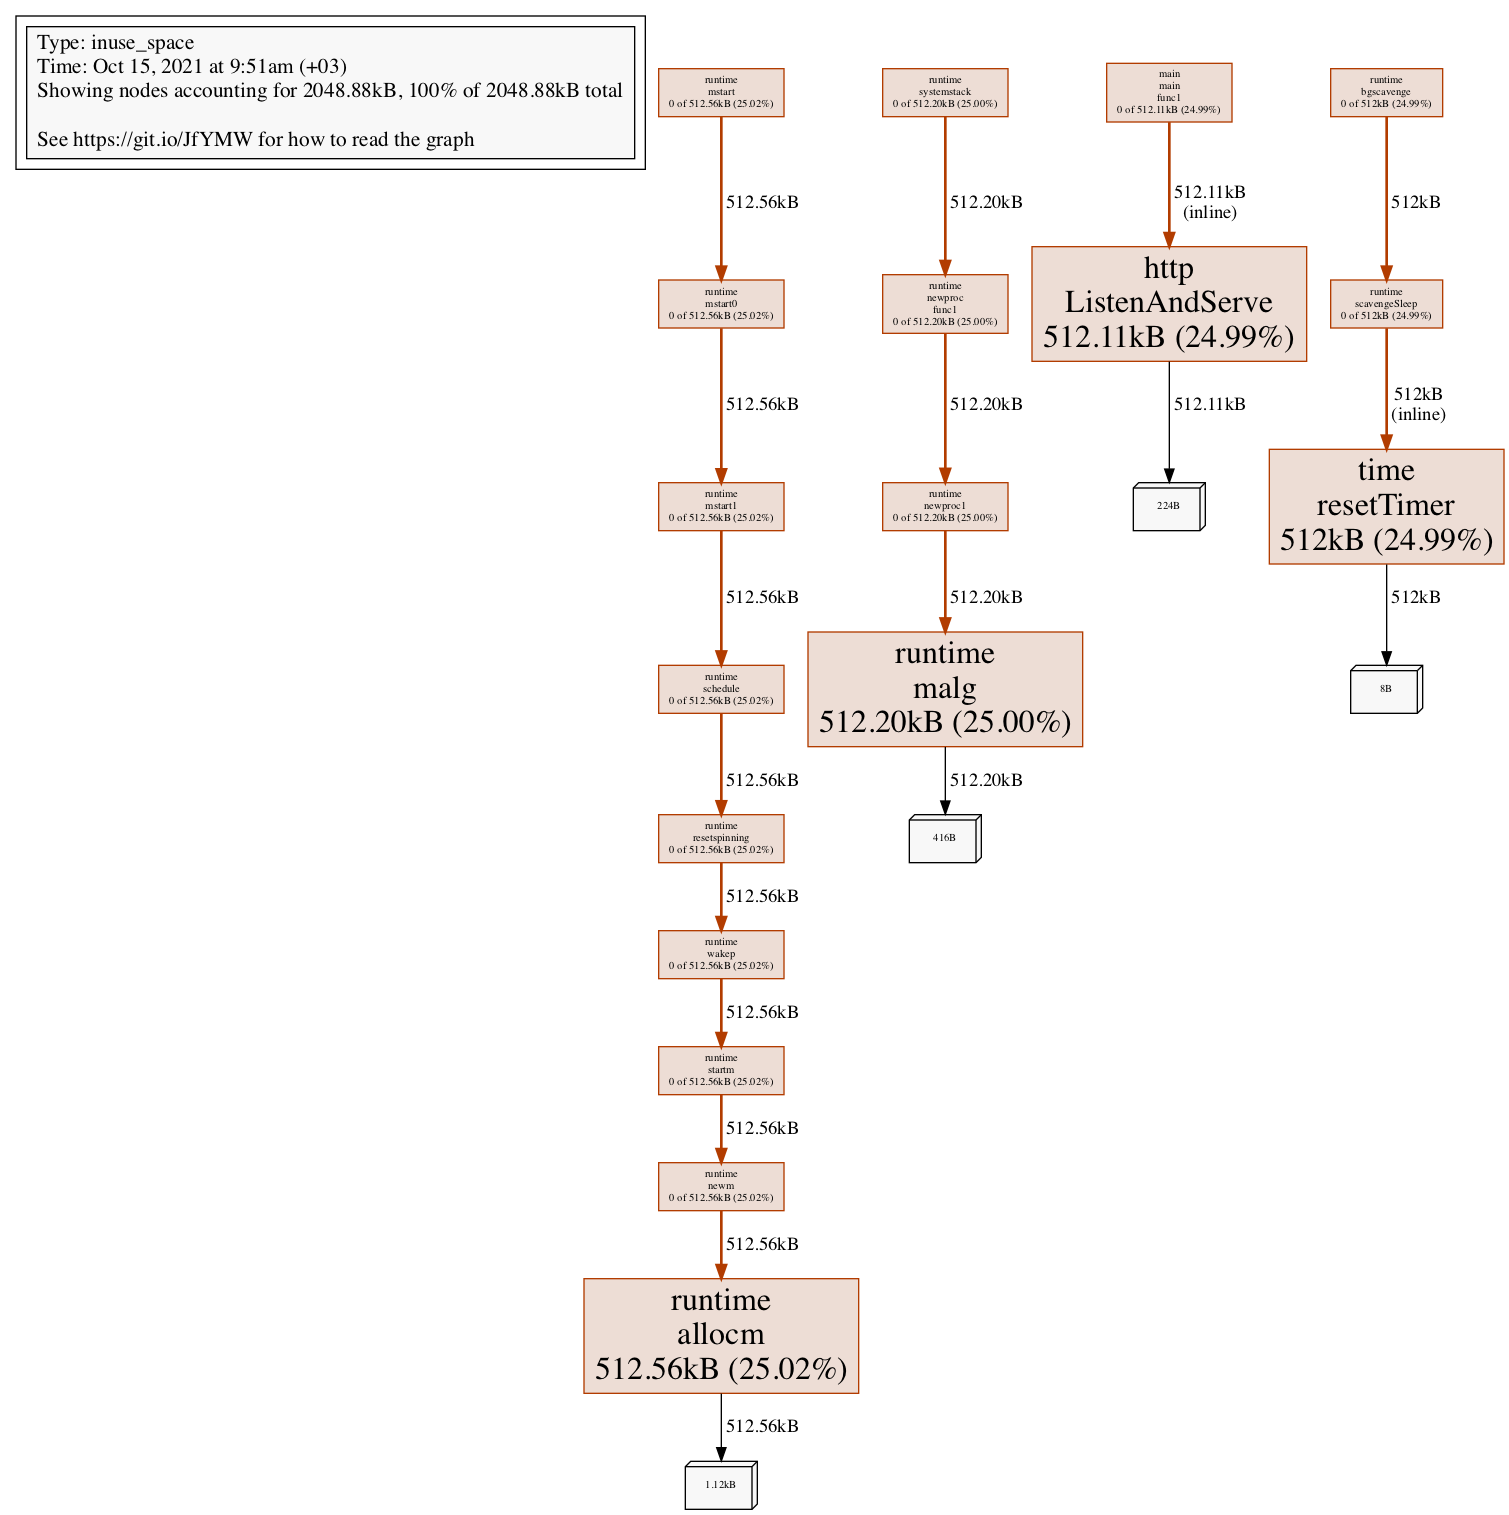 Type: inuse_space
Time: Oct 15, 2021 at 9:51am (+03)
Showing nodes accounting for 2048.88kB, 100% of 2048.88kB total
See https://git.io/JfYMW for how to read the graph
runtime
mstart
0 of 512.56kB (25.02%)
512.56kB
runtime
mstart0
0 of 512.56kB (25.02%)
512.56kB
runtime
mstart1
0 of 512.56kB (25.02%)
512.56kB
runtime
schedule
0 of 512.56kB (25.02%)
512.56kB
runtime
resetspinning
0 of 512.56kB (25.02%)
512.56kB
runtime
wakep
0 of 512.56kB (25.02%)
512.56kB
runtime
startm
0 of 512.56kB (25.02%)
512.56kB
runtime
newm
0 of 512.56kB (25.02%)
512.56kB
runtime
allocm
512.56kB (25.02%)
512.56kB
1.12kB
runtime
systemstack
0 of 512.20kB (25.00%)
512.20kB
runtime
newproc
func1
0 of 512.20kB (25.00%)
512.20kB
runtime
newproc1
0 of 512.20kB (25.00%)
512.20kB
runtime
malg
512.20kB (25.00%)
512.20kB
416B
main
main
func1
0 of 512.11kB (24.99%)
512.11kB
(inline)
http
ListenAndServe
512.11kB (24.99%)
512.11kB
224B
runtime
bgscavenge
0 of 512kB (24.99%)
512kB
runtime
scavengeSleep
0 of 512kB (24.99%)
512kB
(inline)
time
resetTimer
512kB (24.99%)
512kB
8B